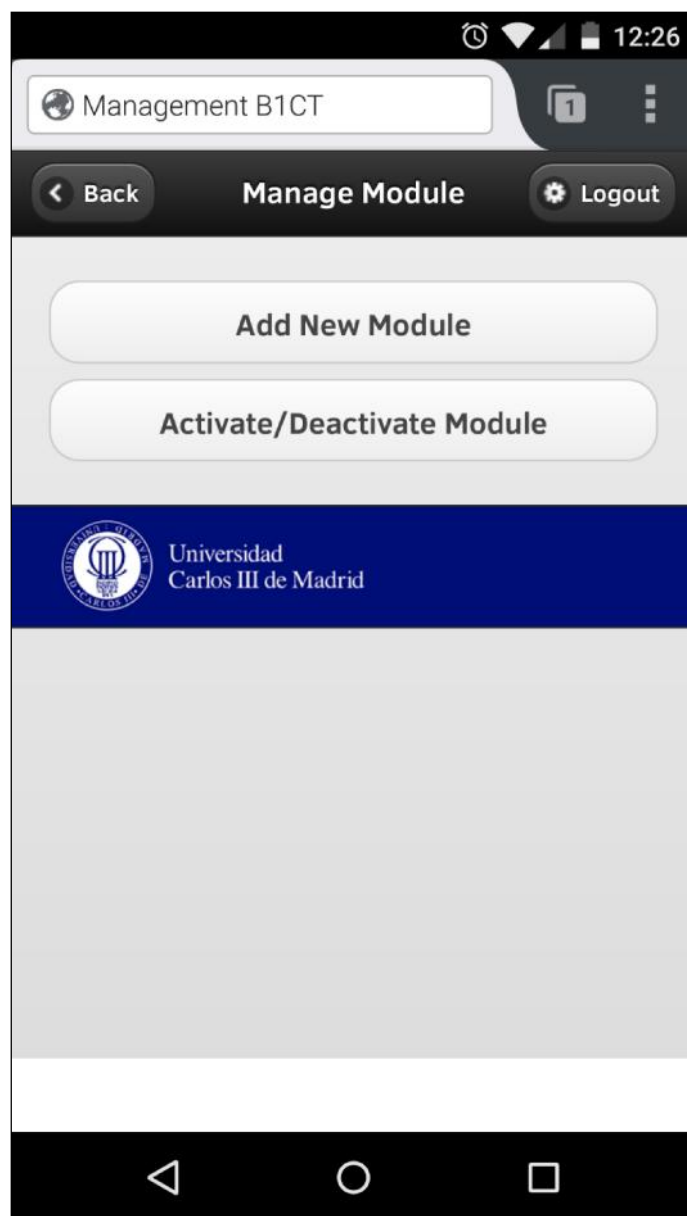 12:26
Management B1CT
1
Back
Manage Module
Logout
Add New Module
Activate/Deactivate Module
Universidad
Carlos III de Madrid